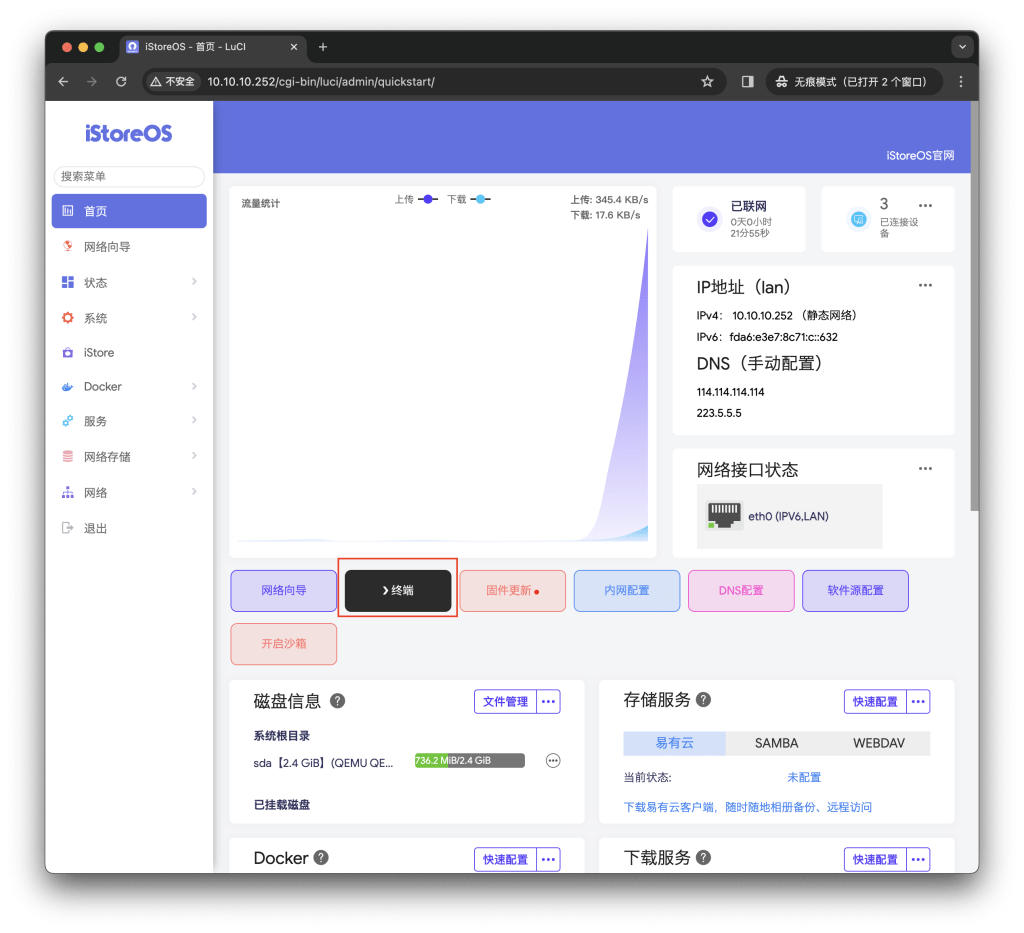 iStoreOS - 首页 - LuCI
不安全 10.10.10.252/cgi-bin/luci/admin/quickstart/
无痕模式（已打开 2 个窗口）
iStoreOS
搜索菜单
首页
网络向导
状态
系统
iStore
Docker
服务
网络存储
网络
退出
iStoreOS官网
流量统计
上传 下载
上传: 345.4 KB/s
下载: 17.6 KB/s
已联网
0天0小时
21分55秒
3
已连接设
备
IP地址（lan）
IPv4： 10.10.10.252 （静态网络）
IPv6：fda6:e3e7:8c71:c::632
DNS（手动配置）
114.114.114.114
223.5.5.5
网络接口状态
eth0 (IPV6,LAN)
网络向导
终端
固件更新
内网配置
DNS配置
软件源配置
开启沙箱
磁盘信息
文件管理
系统根目录
sda【2.4 GiB】(QEMU QE...
736.2 MiB/2.4 GiB
已挂载磁盘
存储服务
快速配置
易有云 SAMBA WEBDAV
当前状态: 未配置
下载易有云客户端，随时随地相册备份、远程访问
Docker
快速配置
下载服务
快速配置